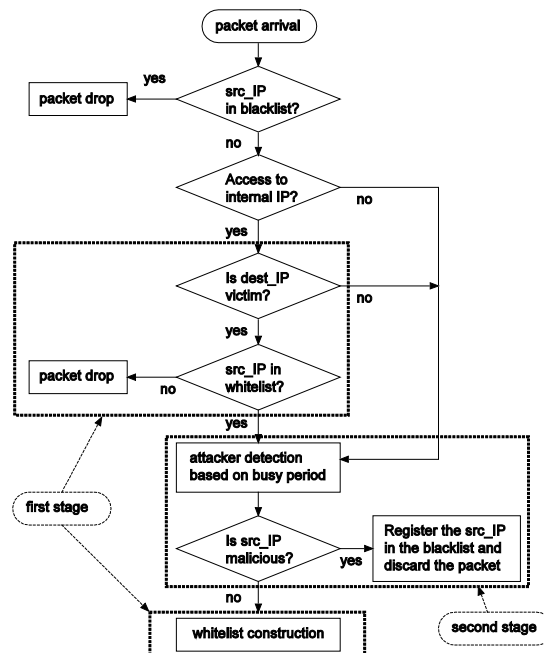 packet arrival
yes
packet drop
src_IP
in blacklist?
no
Access to
internal IP?
no
yes
Is dest_IP
victim?
no
yes
packet drop
no
src_IP in
whitelist?
yes
attacker detection
based on busy period
first stage
Is src_IP
malicious?
yes
Register the src_IP
in the blacklist and
discard the packet
no
whitelist construction
second stage